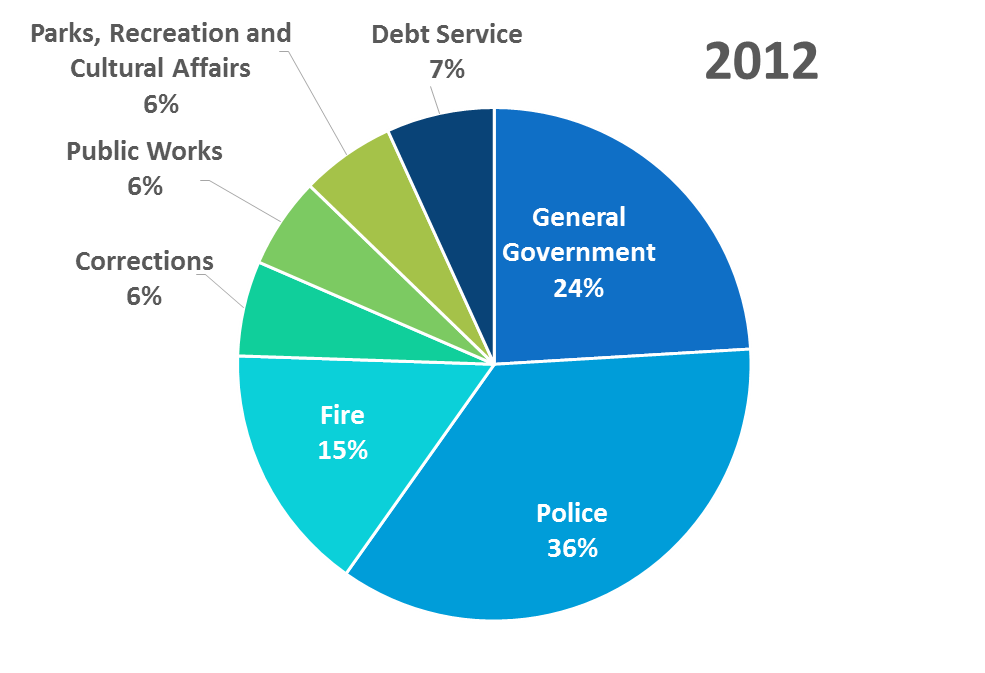 2012
Parks, Recreation and
Cultural Affairs
6%
Debt Service
7%
Public Works
6%
General
Government
24%
Corrections
6%
Fire
15%
Police
36%